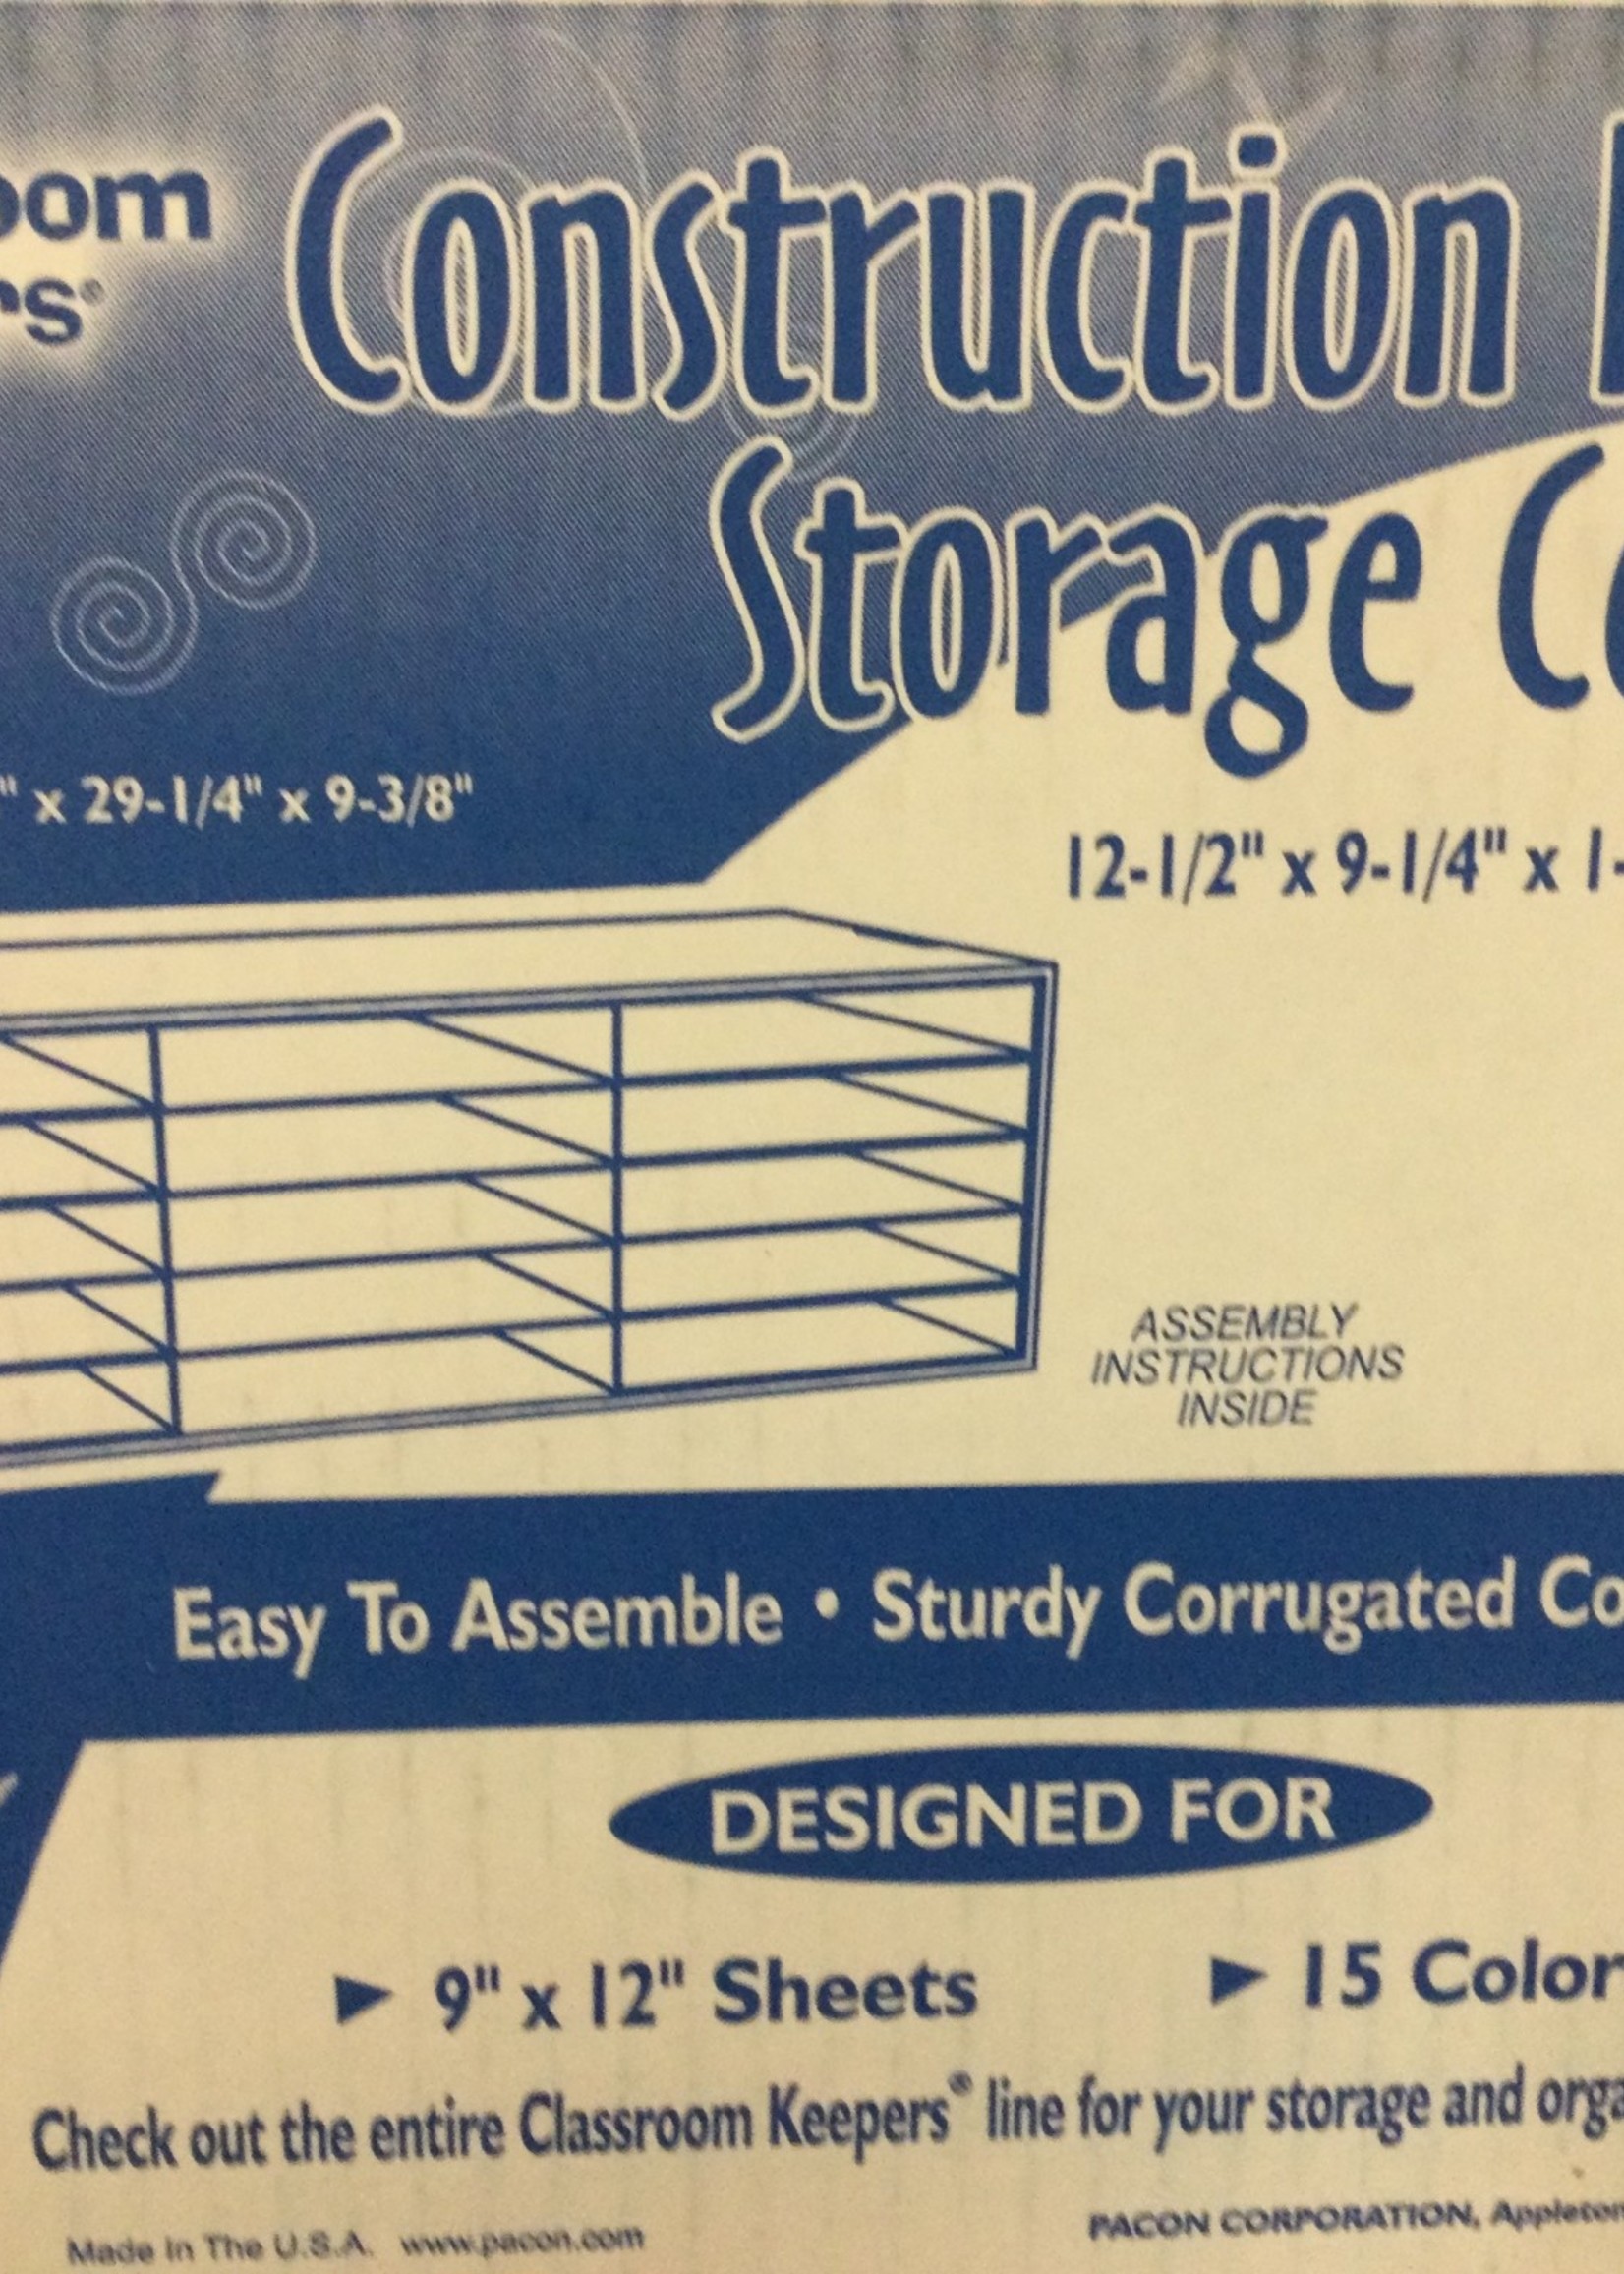 oom
rs®
Construction
Storage C
" x 29-1/4" x 9-3/8"
12-1/2" x 9-1/4" x 1-
ASSEMBLY
INSTRUCTIONS
INSIDE
Easy To Assemble • Sturdy Corrugated Co
DESIGNED FOR
► 9" x 12" Sheets ► 15 Color
Check out the entire Classroom Keepers® line for your storage and orga
Made In The U.S.A. www.pacon.com
PACON CORPORATION, Appleton